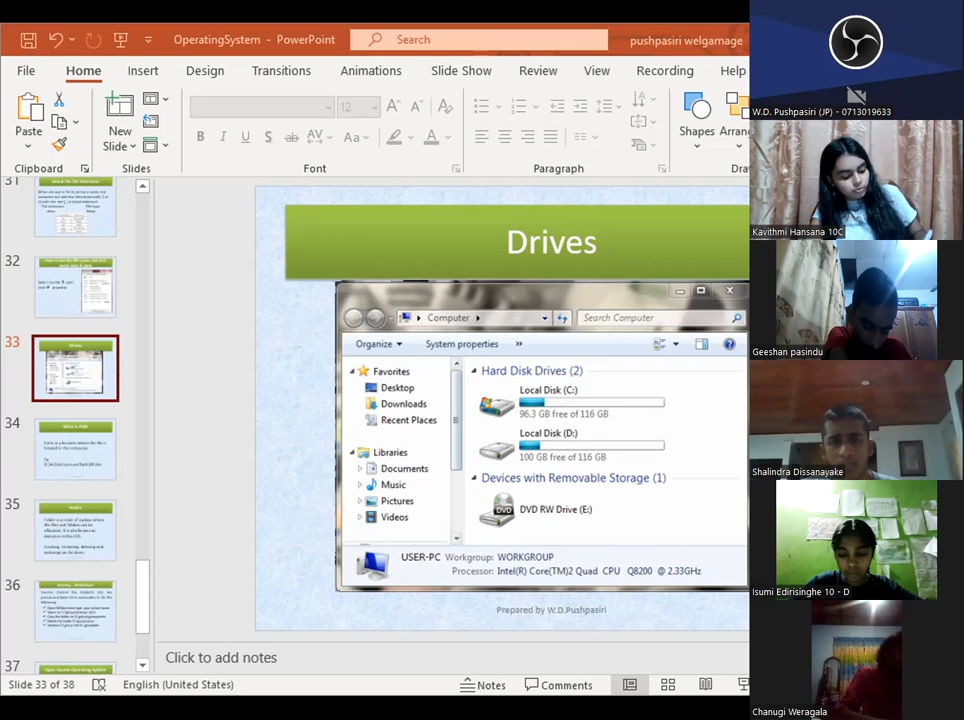 OperatingSystem - PowerPoint
Search
pushpasiri welgamage
File
Home
Insert
Design
Transitions
Animations
Slide Show
Review
View
Recording
Help
Paste
New
Slide
12
B
I
U
S
ab
AV
Aa
A
Shapes
Arran
Clipboard
Slides
Font
Paragraph
Dra
31
32
33
34
35
36
37
Drives
Computer
Search Computer
Organize
System properties
»
Favorites
Desktop
Downloads
Recent Places
Libraries
Documents
Music
Pictures
Videos
Hard Disk Drives (2)
Local Disk (C:)
96.3 GB free of 116 GB
Local Disk (D:)
100 GB free of 116 GB
Devices with Removable Storage (1)
DVD
DVD RW Drive (E:)
USER-PC Workgroup: WORKGROUP
Processor: Intel(R) Core(TM)2 Quad CPU Q8200 @ 2.33GHz
Prepared by W.D.Pushpasiri
Click to add notes
Slide 33 of 38
English (United States)
Notes
Comments
W.D. Pushpasiri (JP) - 0713019633
Kavithmi Hansana 10C
Geeshan pasindu
Shalindra Dissanayake
Isumi Edirisinghe 10 - D
Chanugi Weragala